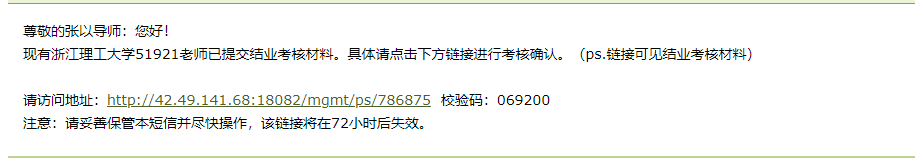 尊敬的张以导师：您好！
现有浙江理工大学51921老师已提交结业考核材料。具体请点击下方链接进行考核确认。（ps.链接可见结业考核材料）
请访问地址：http://42.49.141.68:18082/mgmt/ps/786875 校验码：069200
注意：请妥善保管本短信并尽快操作，该链接将在72小时后失效。